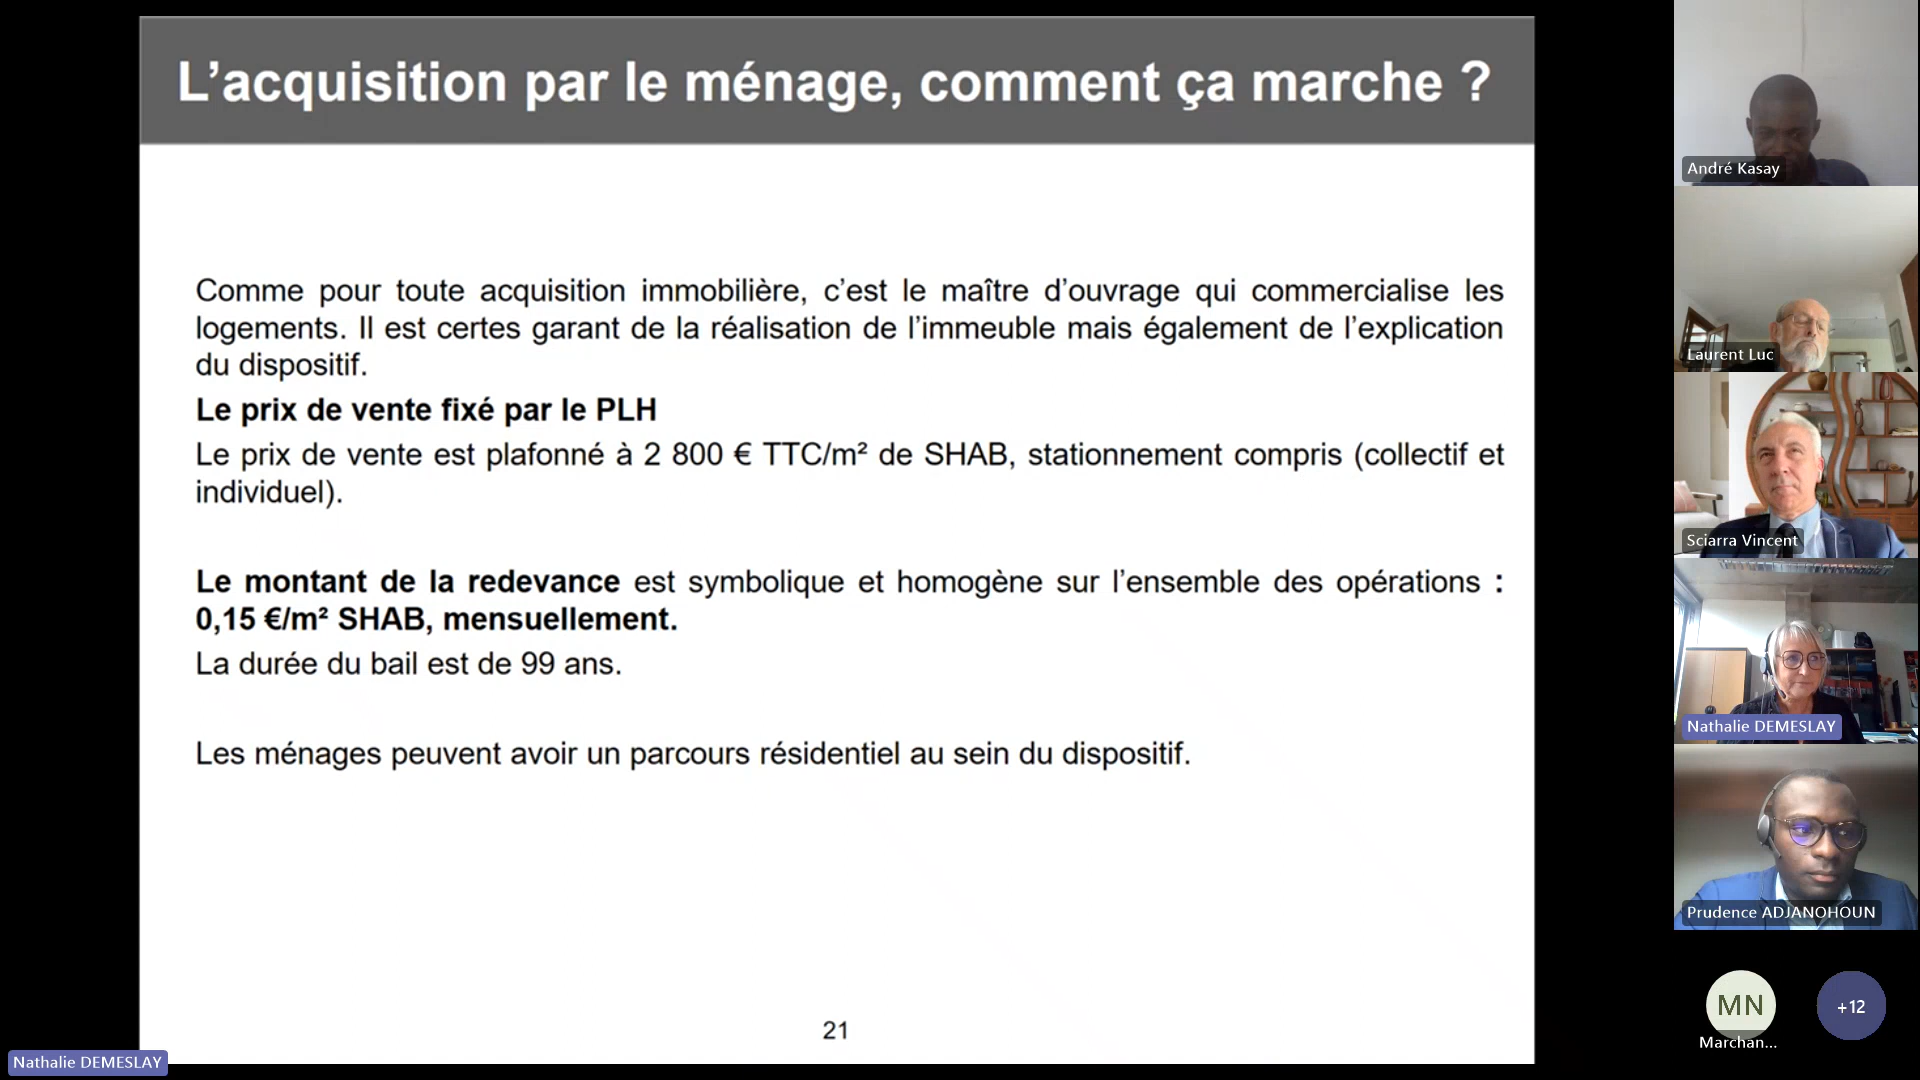 L’acquisition par le ménage, comment ça marche ?
Comme pour toute acquisition immobilière, c’est le maître d’ouvrage qui commercialise les
logements. Il est certes garant de la réalisation de l’immeuble mais également de l’explication
du dispositif.
Le prix de vente fixé par le PLH
Le prix de vente est plafonné à 2 800 € TTC/m² de SHAB, stationnement compris (collectif et
individuel).
Le montant de la redevance est symbolique et homogène sur l’ensemble des opérations :
0,15 €/m² SHAB, mensuellement.
La durée du bail est de 99 ans.
Les ménages peuvent avoir un parcours résidentiel au sein du dispositif.
21
Nathalie DEMESLAY
André Kasay
Laurent Luc
Sciarra Vincent
Nathalie DEMESLAY
Prudence ADJANOHOUN
MN
+12
Marchan...